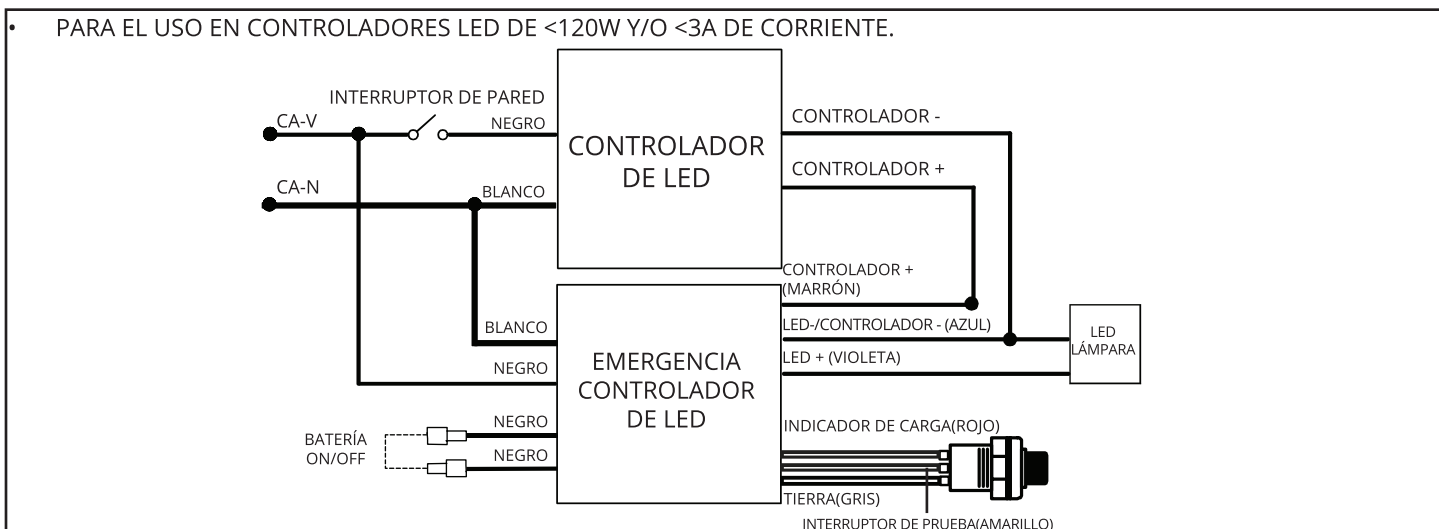 • PARA EL USO EN CONTROLADORES LED DE <120W Y/O <3A DE CORRIENTE.
INTERRUPTOR DE PARED
CA-V
NEGRO
CONTROLADOR -
CONTROLADOR
DE LED
CONTROLADOR +
CA-N
BLANCO
CONTROLADOR +
(MARRÓN)
BLANCO
LED-/CONTROLADOR - (AZUL)
LED
LÁMPARA
LED + (VIOLETA)
NEGRO
EMERGENCIA
CONTROLADOR
DE LED
NEGRO
BATERÍA
ON/OFF
NEGRO
INDICADOR DE CARGA(ROJO)
TIERRA(GRIS)
INTERRUPTOR DE PRUEBA(AMARILLO)